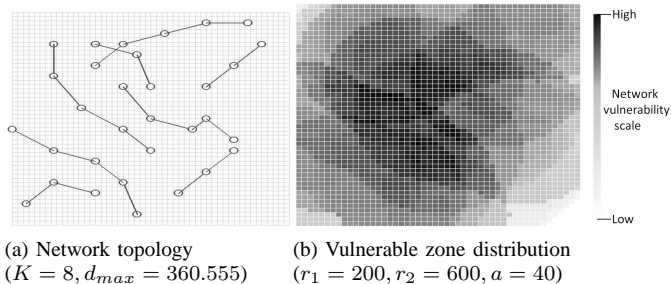 High
Network
vulnerability
scale
Low
(a) Network topology
(K = 8, d_max = 360.555)
(b) Vulnerable zone distribution
(r_1 = 200, r_2 = 600, a = 40)